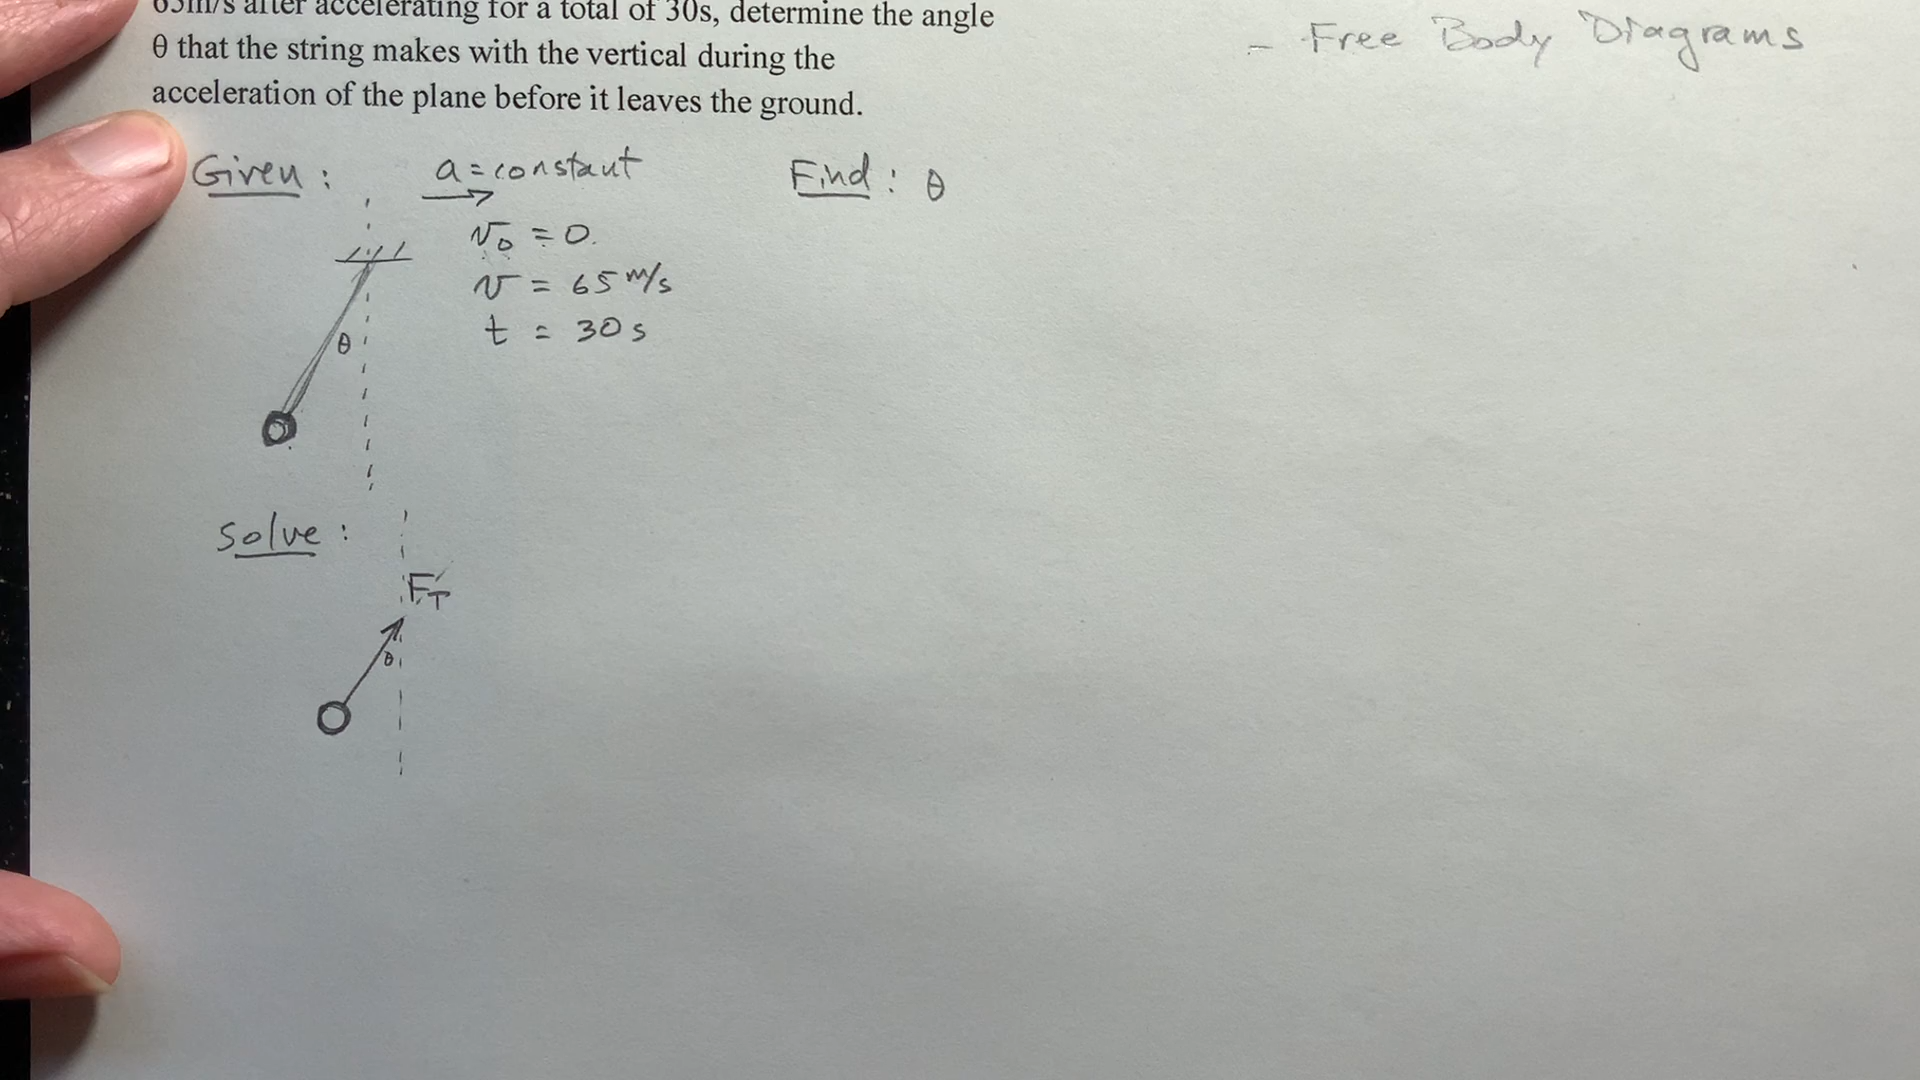 65m/s after accelerating for a total of 30s, determine the angle
θ that the string makes with the vertical during the
acceleration of the plane before it leaves the ground.
- Free Body Diagrams
Given :
a = constant
Find : θ
v₀ = 0
v = 65 m/s
t = 30 s
θ
Solve :
F_T
θ